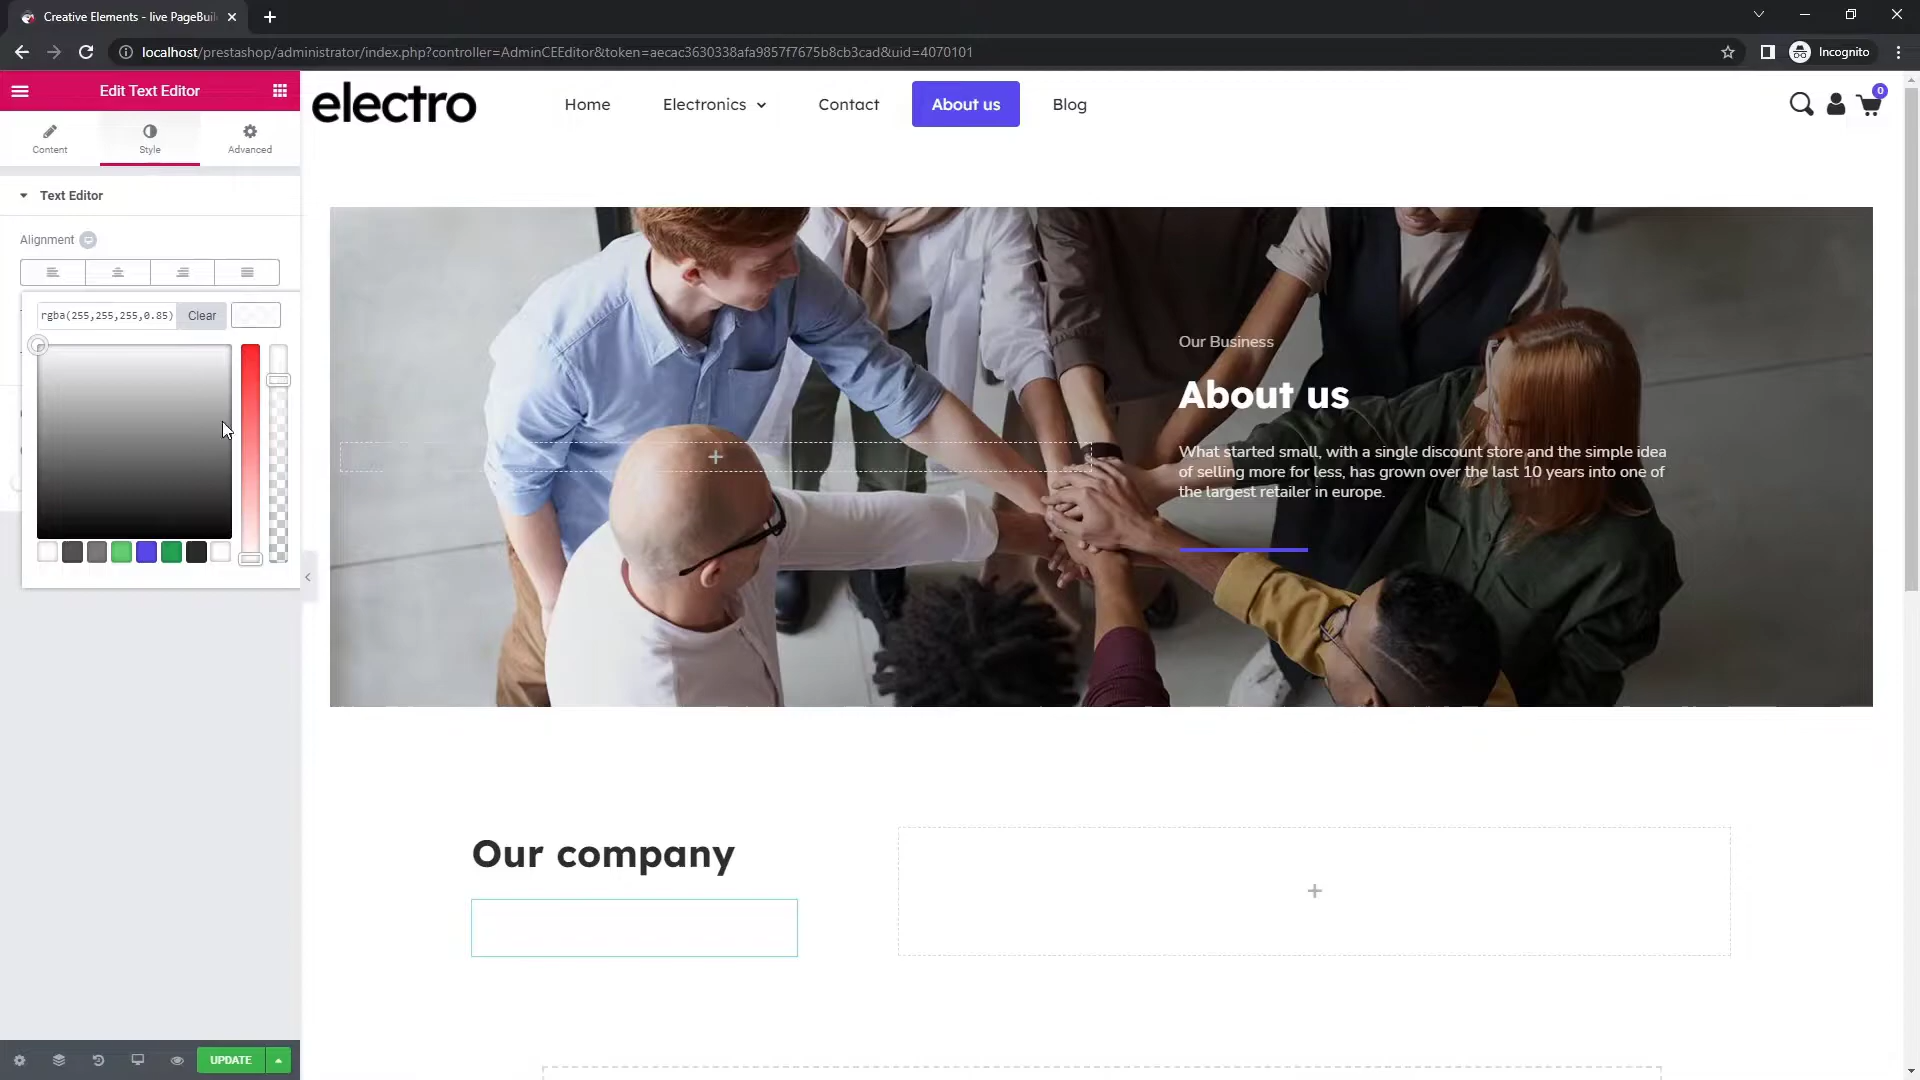 Creative Elements - live PageBuil
localhost/prestashop/administrator/index.php?controller=AdminCEEditor&token=aecac3630338afa9857f7675b8cb3cad&uid=4070101
Incognito
Edit Text Editor
Content
Style
Advanced
Text Editor
Alignment
rgba(255,255,255,0.85)
Clear
UPDATE
electro
Home
Electronics
Contact
About us
Blog
0
Our Business
About us
What started small, with a single discount store and the simple idea
of selling more for less, has grown over the last 10 years into one of
the largest retailer in europe.
Our company